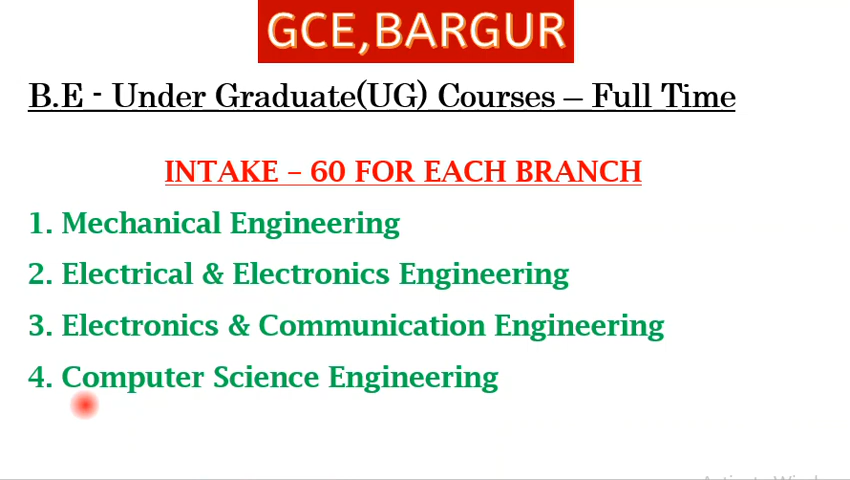 GCE,BARGUR
B.E - Under Graduate(UG) Courses – Full Time
INTAKE – 60 FOR EACH BRANCH
1. Mechanical Engineering
2. Electrical & Electronics Engineering
3. Electronics & Communication Engineering
4. Computer Science Engineering